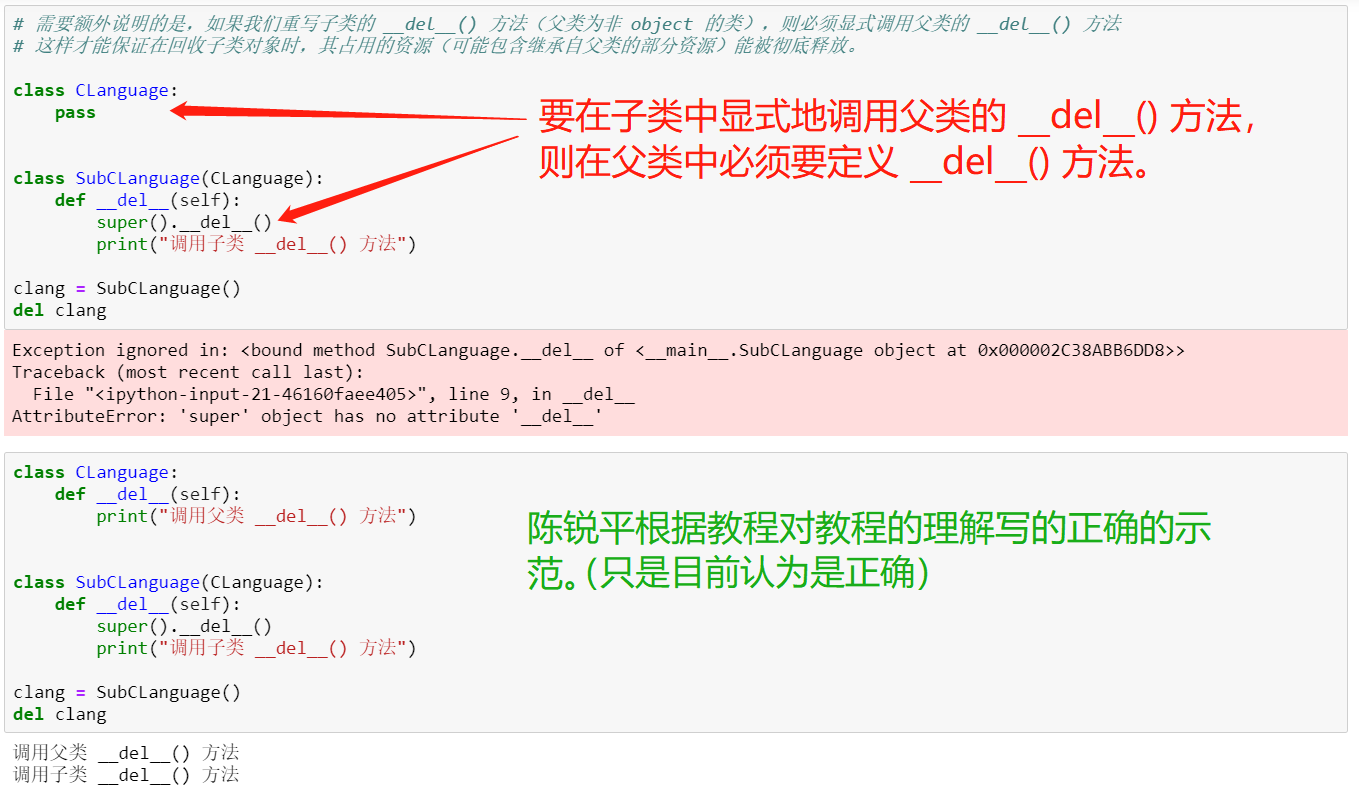 # 需要额外说明的是，如果我们重写子类的 __del__() 方法（父类为非 object 的类），则必须显式调用父类的 __del__() 方法
# 这样才能保证在回收子类对象时，其占用的资源（可能包含继承自父类的部分资源）能被彻底释放。
class CLanguage:
    pass
要在子类中显式地调用父类的 __del__() 方法，
则在父类中必须要定义 __del__() 方法。
class SubCLanguage(CLanguage):
    def __del__(self):
        super().__del__()
        print("调用子类 __del__() 方法")
clang = SubCLanguage()
del clang
Exception ignored in: <bound method SubCLanguage.__del__ of <__main__.SubCLanguage object at 0x000002C38ABB6DD8>>
Traceback (most recent call last):
  File "<ipython-input-21-46160faee405>", line 9, in __del__
AttributeError: 'super' object has no attribute '__del__'
class CLanguage:
    def __del__(self):
        print("调用父类 __del__() 方法")
陈锐平根据教程对教程的理解写的正确的示
范。（只是目前认为是正确）
class SubCLanguage(CLanguage):
    def __del__(self):
        super().__del__()
        print("调用子类 __del__() 方法")
clang = SubCLanguage()
del clang
调用父类 __del__() 方法
调用子类 __del__() 方法